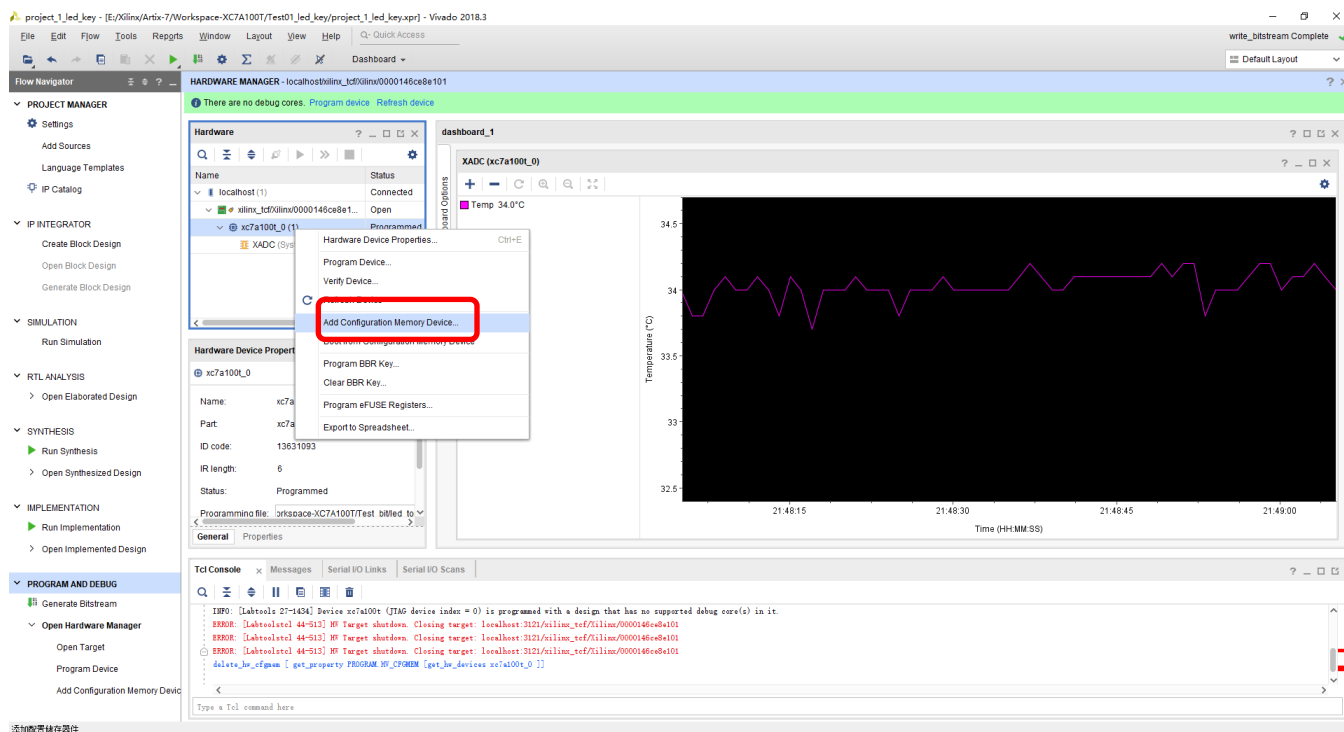 project_1_led_key - [E:/Xilinx/Artix-7/Workspace-XC7A100T/Test01_led_key/project_1_led_key.xpr] - Vivado 2018.3
File Edit Flow Tools Reports Window Layout View Help Q- Quick Access
write_bitstream Complete
Dashboard
Default Layout
Flow Navigator
HARDWARE MANAGER - localhost/xilinx_tcf/Xilinx/0000146ce8e101
There are no debug cores. Program device Refresh device
PROJECT MANAGER
Settings
Add Sources
Language Templates
IP Catalog
IP INTEGRATOR
Create Block Design
Open Block Design
Generate Block Design
SIMULATION
Run Simulation
RTL ANALYSIS
Open Elaborated Design
SYNTHESIS
Run Synthesis
Open Synthesized Design
IMPLEMENTATION
Run Implementation
Open Implemented Design
PROGRAM AND DEBUG
Generate Bitstream
Open Hardware Manager
Open Target
Program Device
Add Configuration Memory Devic
Hardware
Name Status
localhost (1) Connected
xilinx_tcf/Xilinx/0000146ce8e1... Open
xc7a100t_0 (1) Programmed
XADC (Sys
Hardware Device Properties... Ctrl+E
Program Device...
Verify Device...
Refresh Device
Add Configuration Memory Device...
Boot from Configuration Memory Device
Program BBR Key...
Clear BBR Key...
Program eFUSE Registers...
Export to Spreadsheet...
Hardware Device Propert
xc7a100t_0
Name: xc7a
Part: xc7a
ID code: 13631093
IR length: 6
Status: Programmed
Programming file: orkspace-XC7A100T/Test_bit/led_to
General Properties
dashboard_1
XADC (xc7a100t_0)
Temp 34.0°C
34.5
34
33.5
33
32.5
Temperature (°C)
21:48:15 21:48:30 21:48:45 21:49:00
Time (HH:MM:SS)
Tcl Console Messages Serial I/O Links Serial I/O Scans
INFO: [Labtools 27-1434] Device xc7a100t (JTAG device index = 0) is programmed with a design that has no supported debug core(s) in it.
ERROR: [Labtoolstcl 44-513] HW Target shutdown. Closing target: localhost:3121/xilinx_tcf/Xilinx/0000146ce8e101
ERROR: [Labtoolstcl 44-513] HW Target shutdown. Closing target: localhost:3121/xilinx_tcf/Xilinx/0000146ce8e101
ERROR: [Labtoolstcl 44-513] HW Target shutdown. Closing target: localhost:3121/xilinx_tcf/Xilinx/0000146ce8e101
delete_hw_cfgmem [ get_property PROGRAM.HW_CFGMEM [get_hw_devices xc7a100t_0 ]]
Type a Tcl command here
添加配置储存器件